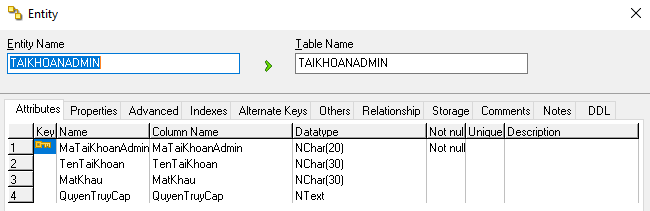 Entity
Entity Name
Table Name
TAIKHOANADMIN
TAIKHOANADMIN
Attributes Properties Advanced Indexes Alternate Keys Others Relationship Storage Comments Notes DDL
Key Name Column Name Datatype Not nul Unique Description
1 MaTaiKhoanAdmin MaTaiKhoanAdmin NChar(20) Not null
2 TenTaiKhoan TenTaiKhoan NChar(30)
3 MatKhau MatKhau NChar(30)
4 QuyenTruyCap QuyenTruyCap NText